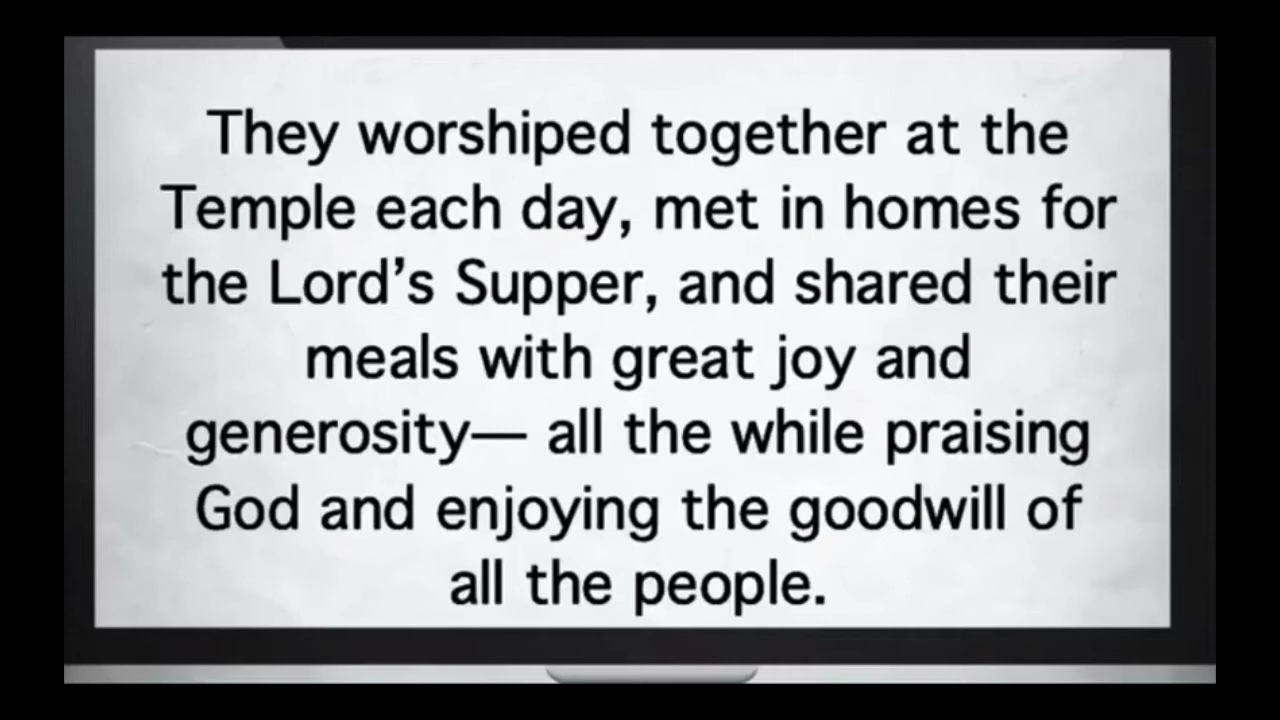 They worshiped together at the
Temple each day, met in homes for
the Lord’s Supper, and shared their
meals with great joy and
generosity— all the while praising
God and enjoying the goodwill of
all the people.